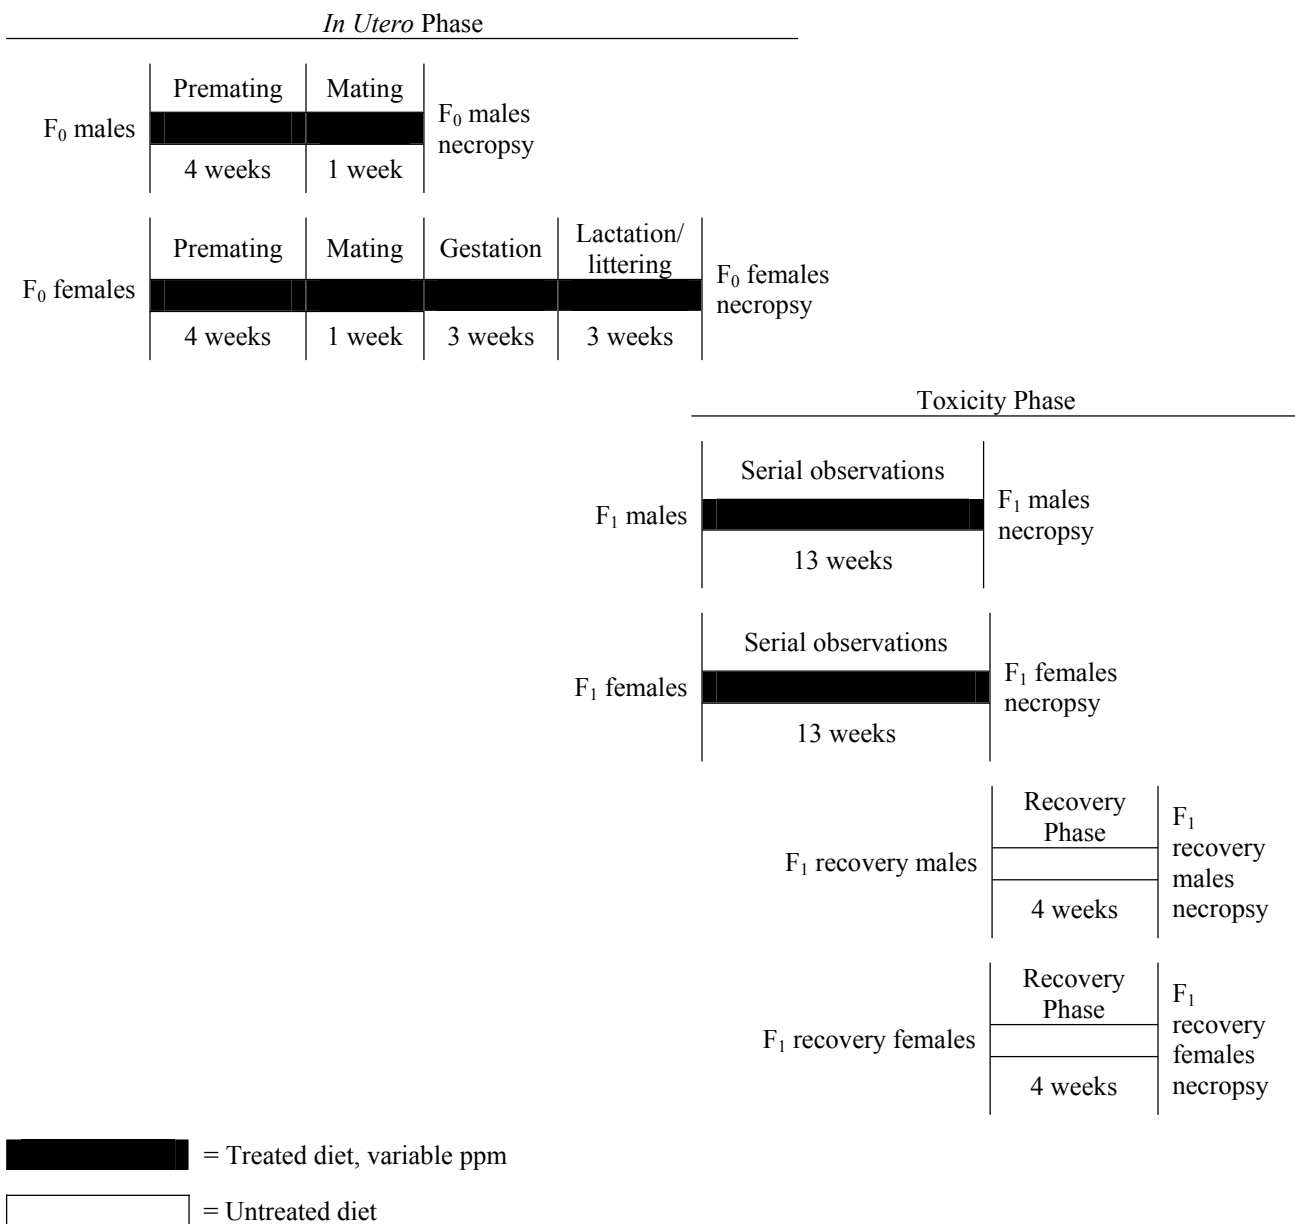 In Utero Phase
Premating
Mating
F₀ males
F₀ males
necropsy
4 weeks
1 week
Premating
Mating
Gestation
Lactation/
littering
F₀ females
F₀ females
necropsy
4 weeks
1 week
3 weeks
3 weeks
Toxicity Phase
Serial observations
F₁ males
F₁ males
necropsy
13 weeks
Serial observations
F₁ females
F₁ females
necropsy
13 weeks
Recovery
Phase
F₁ recovery males
F₁
recovery
males
necropsy
4 weeks
Recovery
Phase
F₁ recovery females
F₁
recovery
females
necropsy
4 weeks
= Treated diet, variable ppm
= Untreated diet